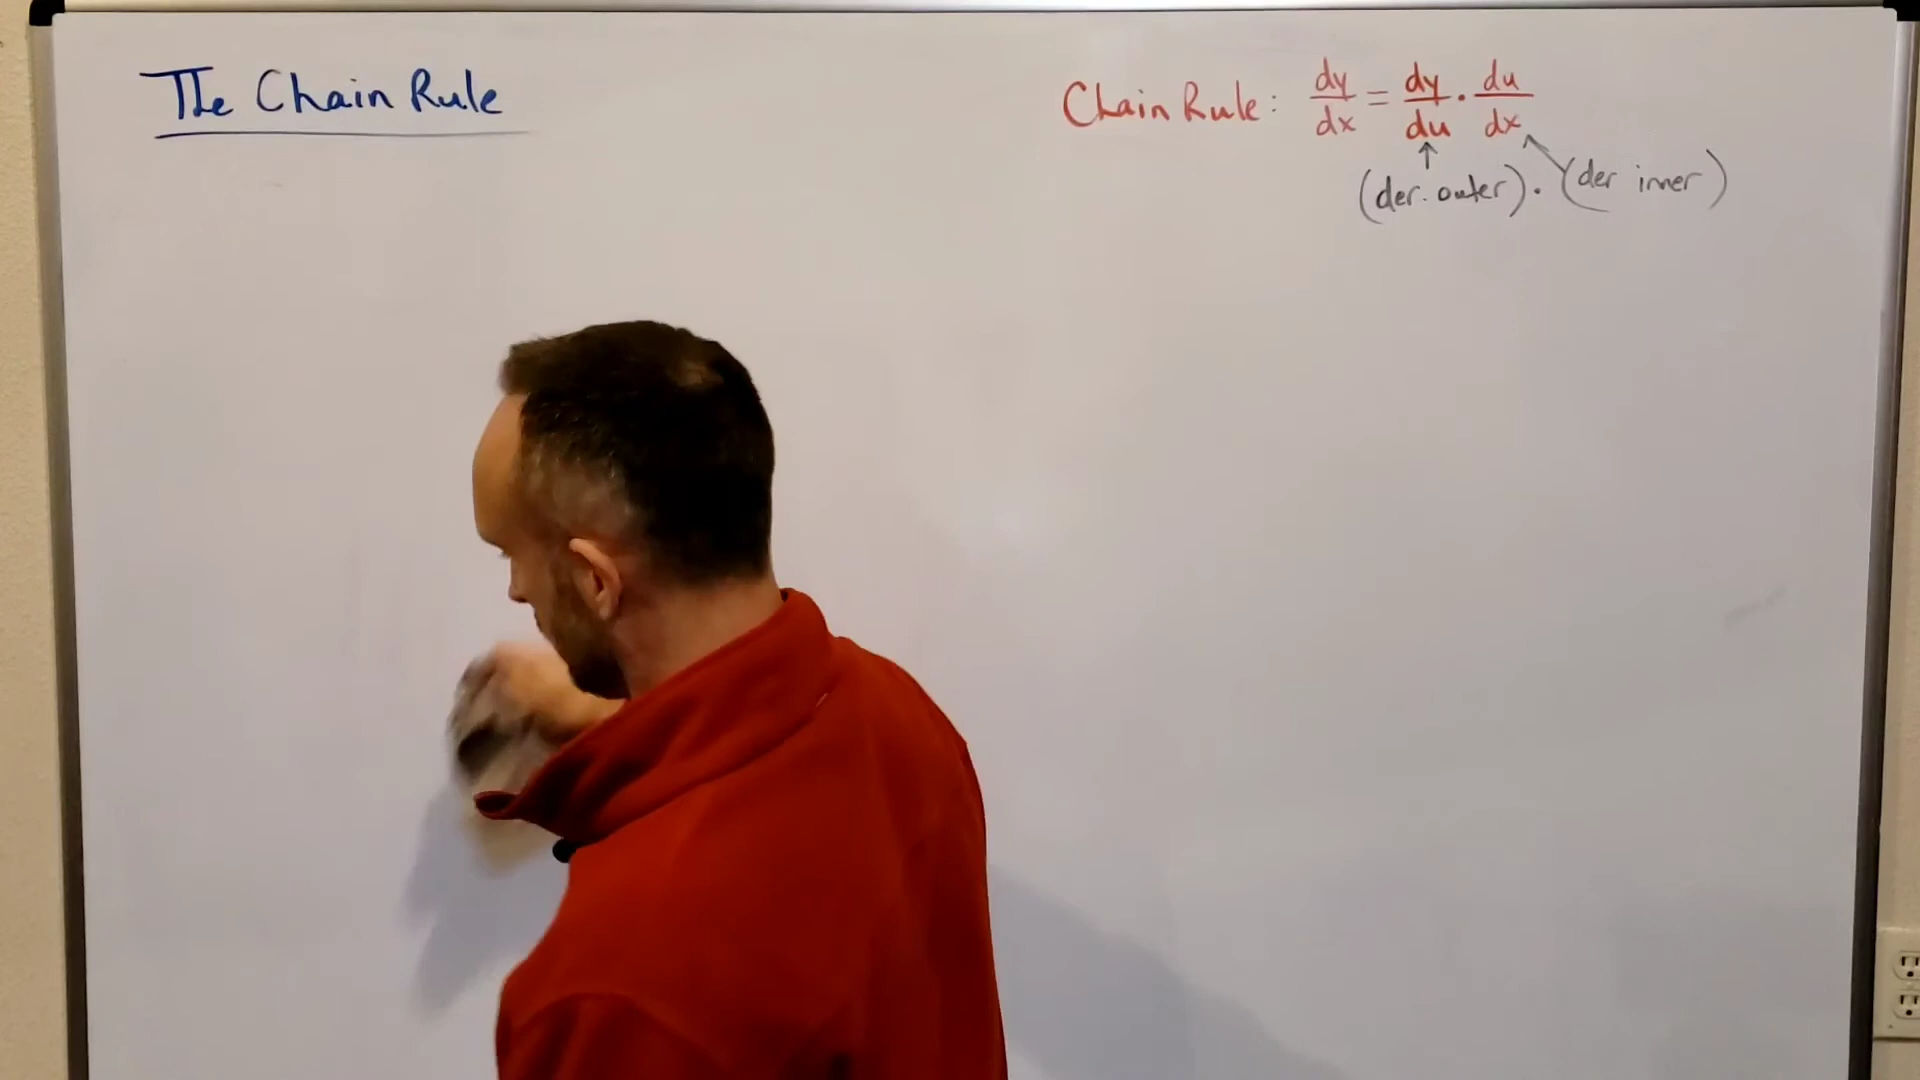 The Chain Rule
Chain Rule: dy/dx = dy/du · du/dx
(der. outer) · (der inner)